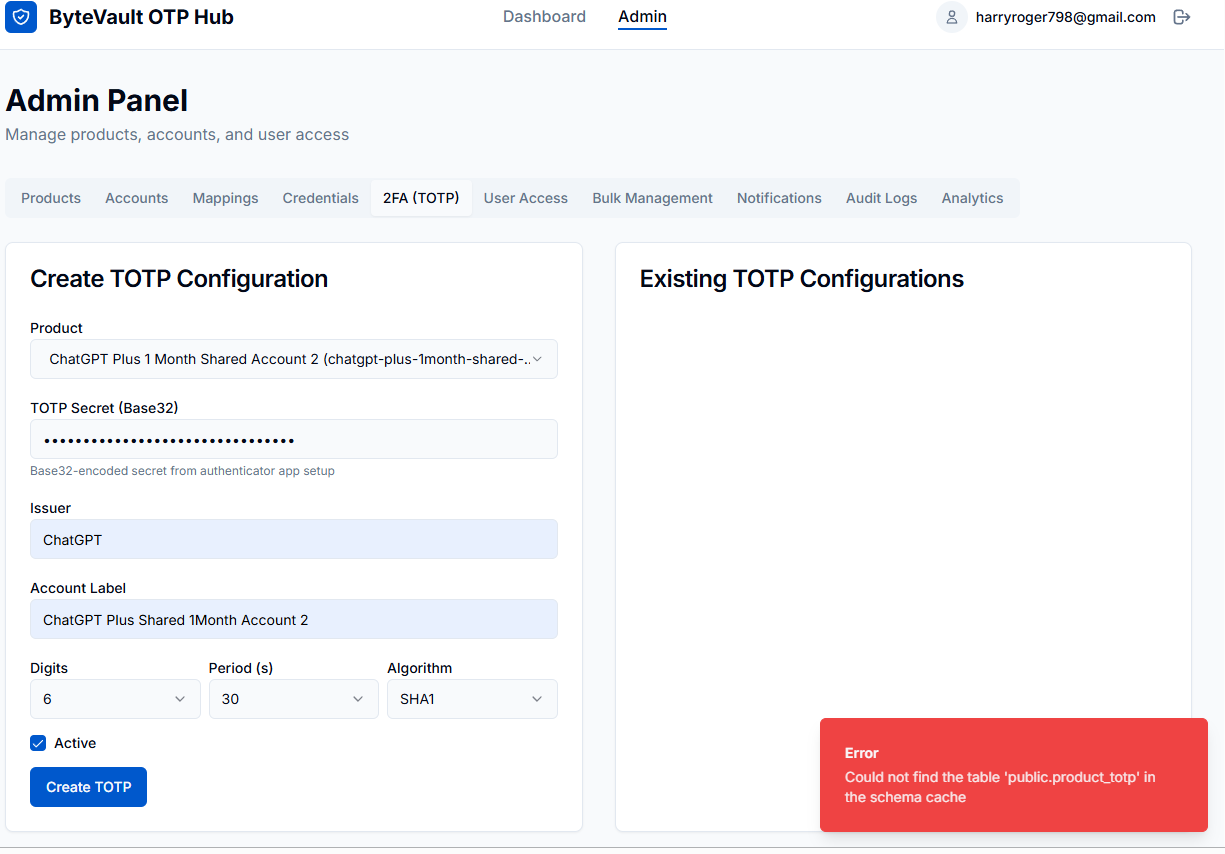 ByteVault OTP Hub
Dashboard
Admin
harryroger798@gmail.com
Admin Panel
Manage products, accounts, and user access
Products
Accounts
Mappings
Credentials
2FA (TOTP)
User Access
Bulk Management
Notifications
Audit Logs
Analytics
Create TOTP Configuration
Product
ChatGPT Plus 1 Month Shared Account 2 (chatgpt-plus-1month-shared-..
TOTP Secret (Base32)
••••••••••••••••••••••••••••••••
Base32-encoded secret from authenticator app setup
Issuer
ChatGPT
Account Label
ChatGPT Plus Shared 1Month Account 2
Digits
Period (s)
Algorithm
6
30
SHA1
Active
Create TOTP
Existing TOTP Configurations
Error
Could not find the table 'public.product_totp' in
the schema cache